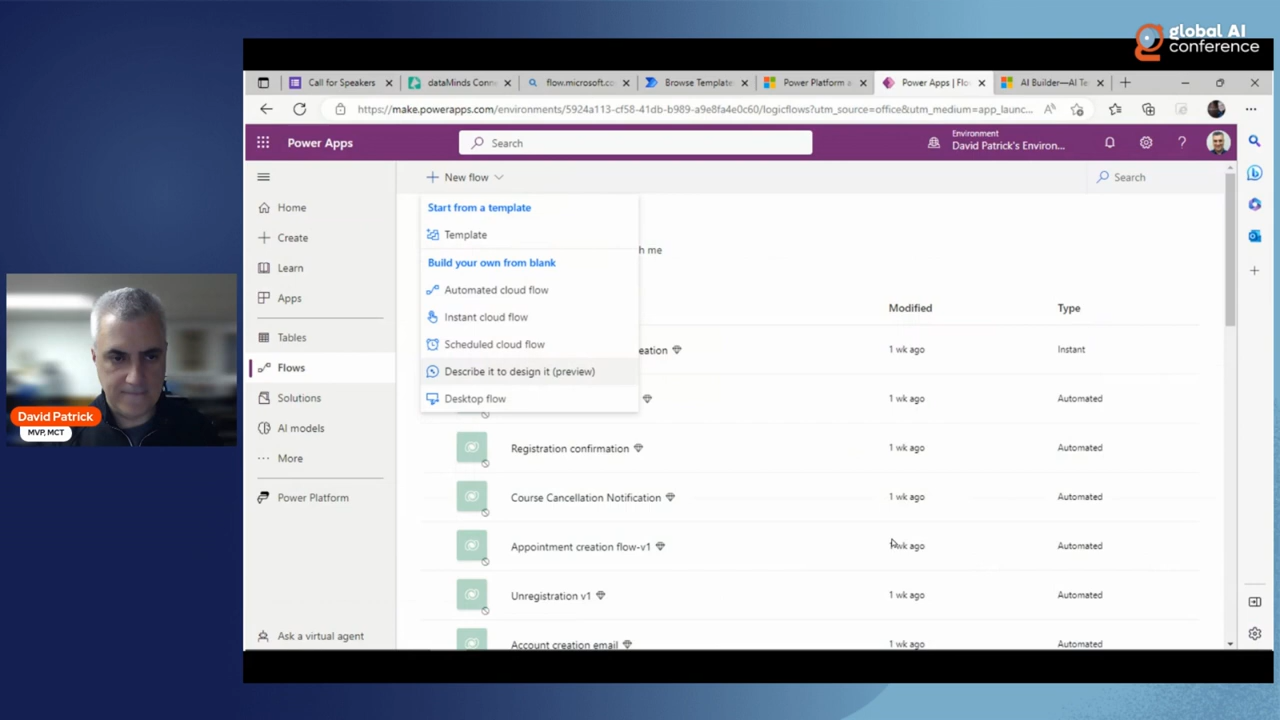 global AI
conference
Call for Speakers
dataMinds Conne
flow.microsoft.co
Browse Template
Power Platform a
Power Apps | Flo
AI Builder—AI Te
https://make.powerapps.com/environments/5924a113-cf58-41db-b989-a9e8fa4e0c60/logicflows?utm_source=office&utm_medium=app_launc...
Power Apps
Search
Environment
David Patrick's Environ...
New flow
Search
Start from a template
Template
Build your own from blank
Automated cloud flow
Instant cloud flow
Scheduled cloud flow
Describe it to design it (preview)
Desktop flow
Home
Create
Learn
Apps
Tables
Flows
Solutions
AI models
More
Power Platform
Ask a virtual agent
h me
Modified
Type
eation
1 wk ago
Instant
1 wk ago
Automated
Registration confirmation
1 wk ago
Automated
Course Cancellation Notification
1 wk ago
Automated
Appointment creation flow-v1
wk ago
Automated
Unregistration v1
1 wk ago
Automated
Account creation email
1 wk ago
Automated
David Patrick
MVP, MCT